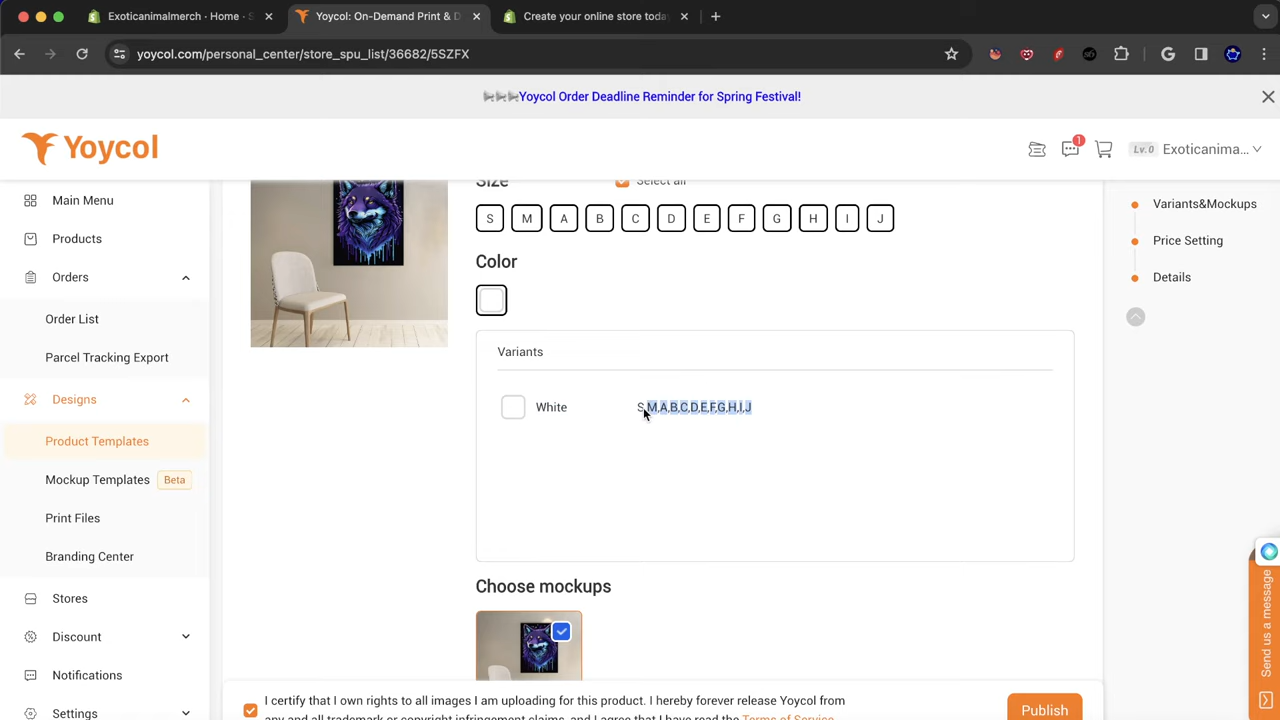 Exoticanimalmerch · Home · S
Yoycol: On-Demand Print & D
Create your online store toda
yoycol.com/personal_center/store_spu_list/36682/5SZFX
Yoycol Order Deadline Reminder for Spring Festival!
Yoycol
1
Lv.0 Exoticanima...
Main Menu
Products
Orders
Order List
Parcel Tracking Export
Designs
Product Templates
Mockup Templates Beta
Print Files
Branding Center
Stores
Discount
Notifications
Settings
Size Select all
S M A B C D E F G H I J
Color
Variants
White S,M,A,B,C,D,E,F,G,H,I,J
Choose mockups
I certify that I own rights to all images I am uploading for this product. I hereby forever release Yoycol from
any and all trademark or copyright infringement claims, and I agree that I have read the Terms of Service
Publish
Variants&Mockups
Price Setting
Details
Send us a message